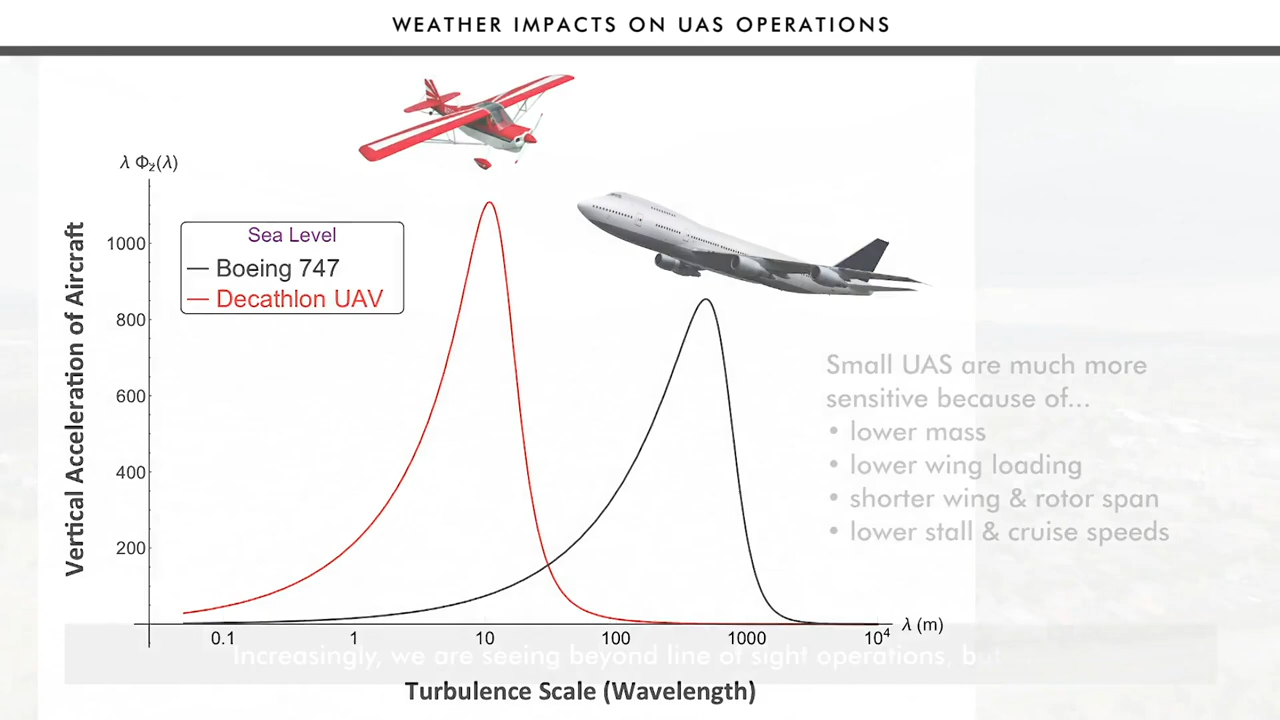 WEATHER IMPACTS ON UAS OPERATIONS
λ Φz(λ)
Vertical Acceleration of Aircraft
1000
800
600
400
200
Sea Level
Boeing 747
Decathlon UAV
Small UAS are much more
sensitive because of...
• lower mass
• lower wing loading
• shorter wing & rotor span
• lower stall & cruise speeds
0.1 1 10 100 1000 10⁴ λ (m)
Increasingly, we are seeing beyond line of sight operations,
Turbulence Scale (Wavelength)